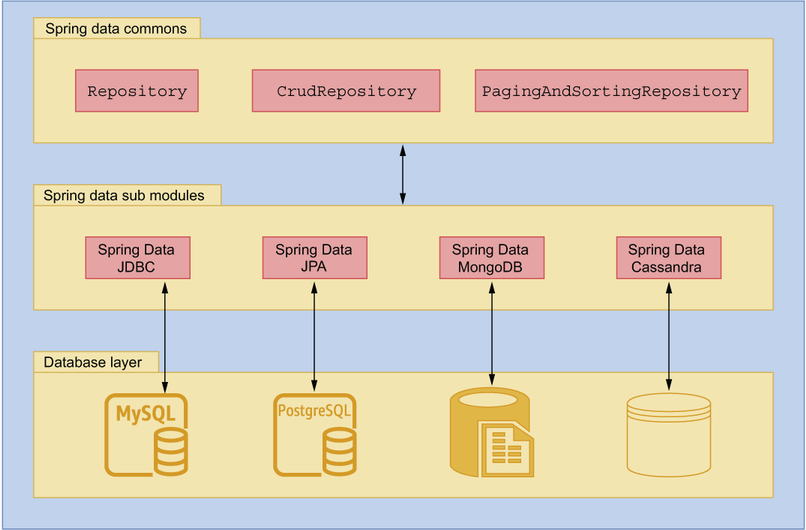 Spring data commons
Repository
CrudRepository
PagingAndSortingRepository
Spring data sub modules
Spring Data
JDBC
Spring Data
JPA
Spring Data
MongoDB
Spring Data
Cassandra
Database layer
MySQL
PostgreSQL